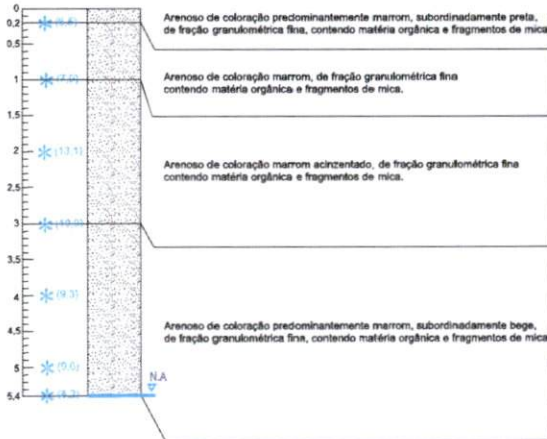 0
0,2
0,5
1
1,5
2
2,5
3
3,5
4
4,5
5
5,4
(13,1)
(9,3)
N.A
Arenoso de coloração predominantemente marrom, subordinadamente preta,
de fração granulométrica fina, contendo matéria orgânica e fragmentos de mica
Arenoso de coloração marrom, de fração granulométrica fina
contendo matéria orgânica e fragmentos de mica.
Arenoso de coloração marrom acinzentado, de fração granulométrica fina
contendo matéria orgânica e fragmentos de mica.
Arenoso de coloração predominantemente marrom, subordinadamente bege,
de fração granulométrica fina, contendo matéria orgânica e fragmentos de mica